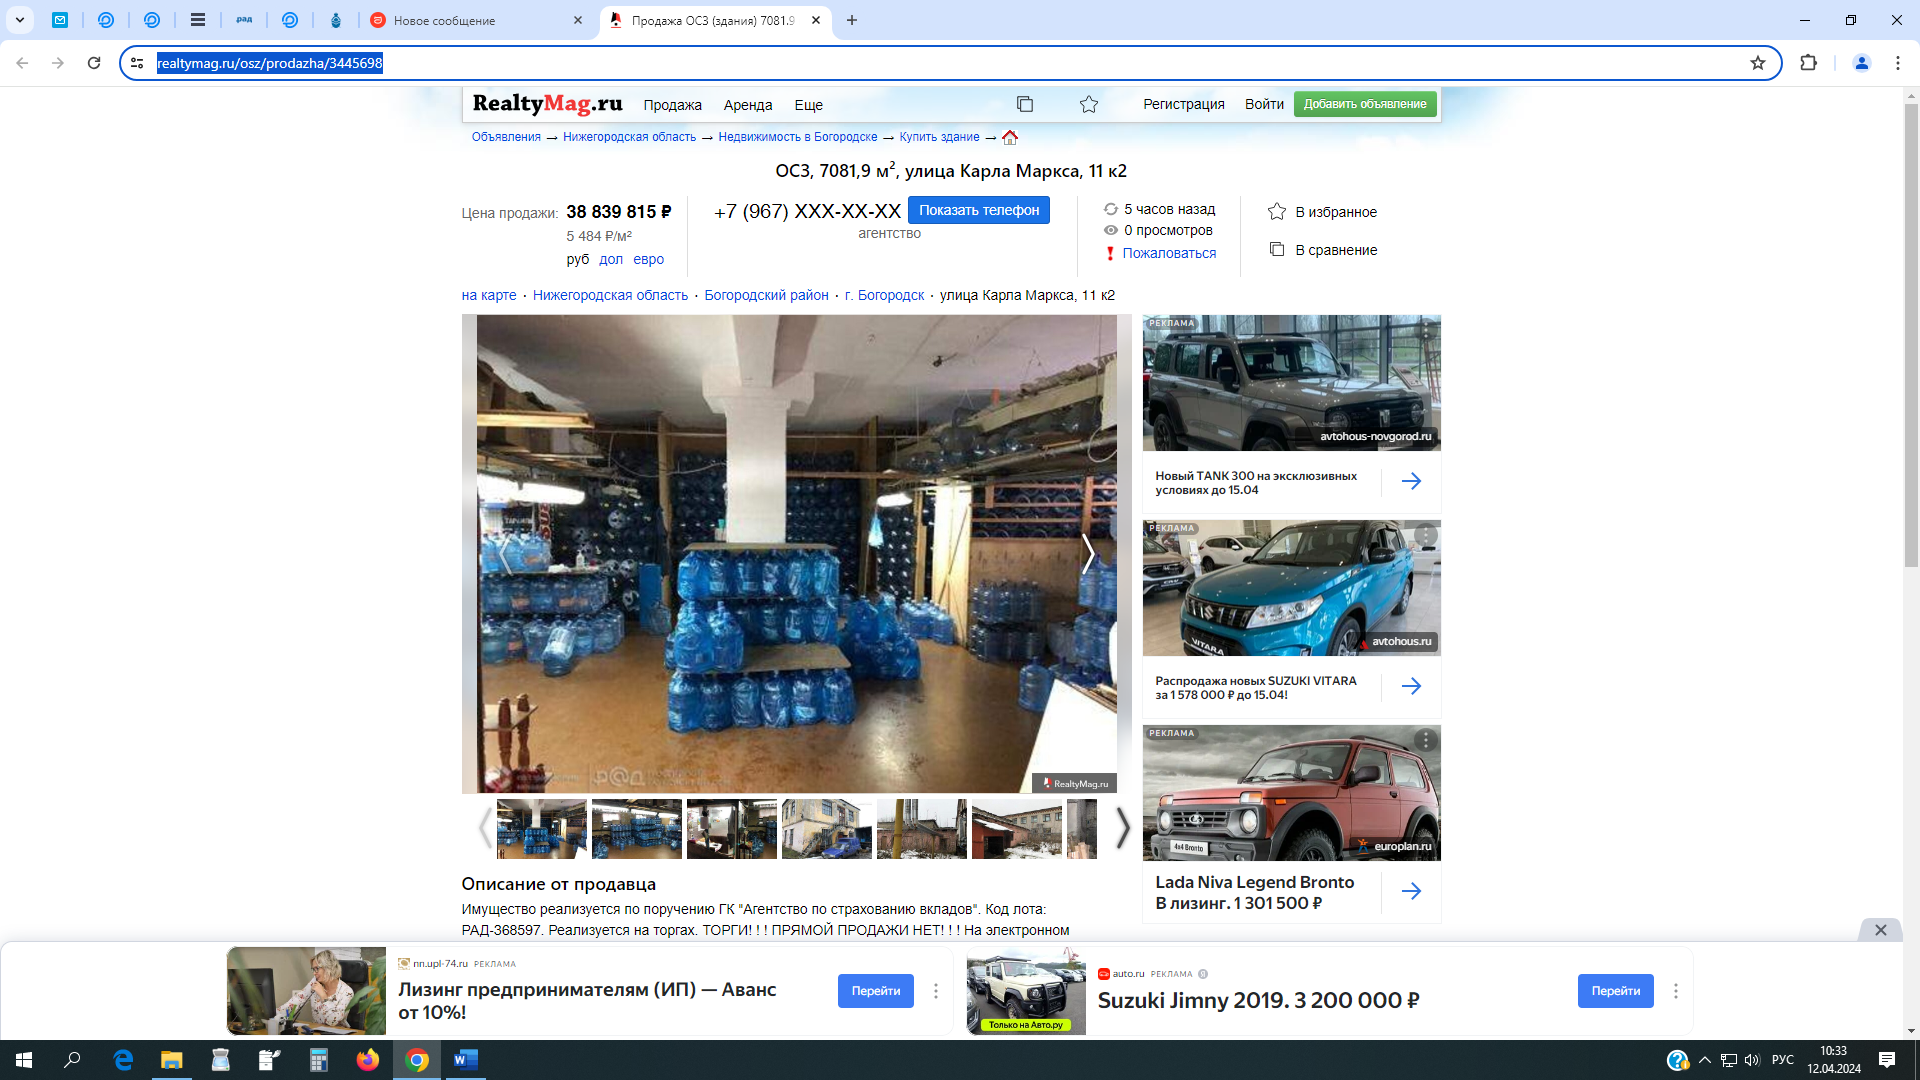 рад
Новое сообщение
Продажа ОСЗ (здания) 7081.9
realtymag.ru/osz/prodazha/3445698
RealtyMag.ru
Продажа
Аренда
Еще
Регистрация
Войти
Добавить объявление
Объявления → Нижегородская область → Недвижимость в Богородске → Купить здание →
ОСЗ, 7081,9 м², улица Карла Маркса, 11 к2
Цена продажи: 38 839 815 ₽
5 484 ₽/м²
руб дол евро
+7 (967) XXX-XX-XX Показать телефон
агентство
5 часов назад
0 просмотров
Пожаловаться
В избранное
В сравнение
на карте · Нижегородская область · Богородский район · г. Богородск · улица Карла Маркса, 11 к2
RealtyMag.ru
РЕКЛАМА
avtohous-novgorod.ru
Новый TANK 300 на эксклюзивных
условиях до 15.04
РЕКЛАМА
VITARA
avtohous.ru
Распродажа новых SUZUKI VITARA
за 1 578 000 ₽ до 15.04!
РЕКЛАМА
4x4 Bronto
europlan.ru
Lada Niva Legend Bronto
В лизинг. 1 301 500 ₽
Описание от продавца
Имущество реализуется по поручению ГК "Агентство по страхованию вкладов". Код лота:
РАД-368597. Реализуется на торгах. ТОРГИ! ! ! ПРЯМОЙ ПРОДАЖИ НЕТ! ! ! На электронном
nn.upl-74.ru РЕКЛАМА
Лизинг предпринимателям (ИП) — Аванс
от 10%!
Перейти
Только на Авто.ру
auto.ru РЕКЛАМА
Suzuki Jimny 2019. 3 200 000 ₽
Перейти
РУС
10:33
12.04.2024